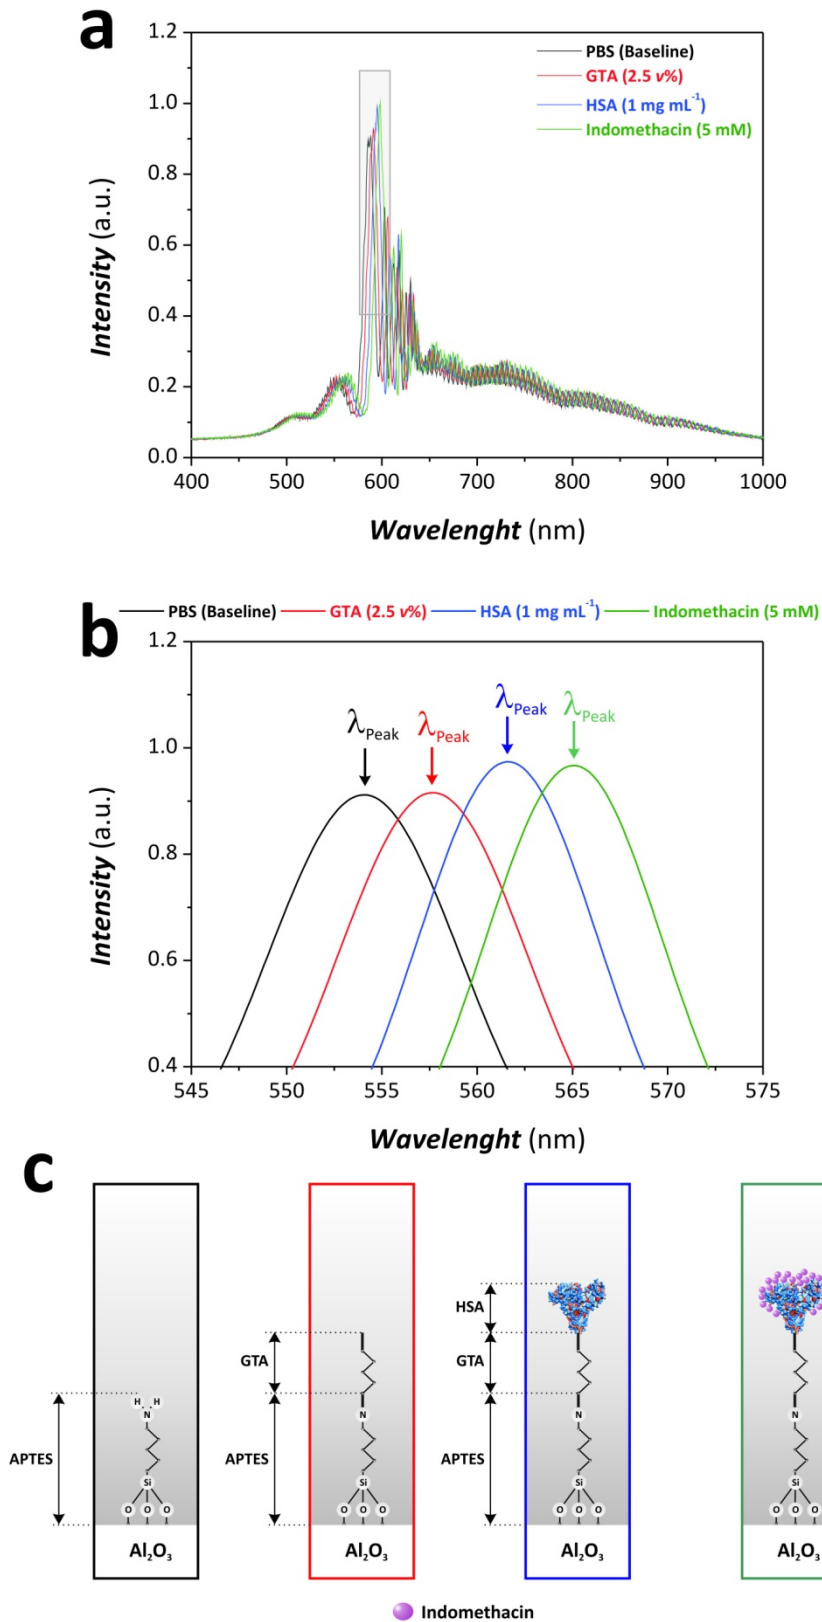 a
PBS (Baseline)
GTA (2.5 v%)
HSA (1 mg mL⁻¹)
Indomethacin (5 mM)
Intensity (a.u.)
1.2
1.0
0.8
0.6
0.4
0.2
0.0
400 500 600 700 800 900 1000
Wavelenght (nm)
b
PBS (Baseline) GTA (2.5 v%) HSA (1 mg mL⁻¹) Indomethacin (5 mM)
Intensity (a.u.)
1.2
1.0
0.8
0.6
0.4
λPeak λPeak λPeak λPeak
545 550 555 560 565 570 575
Wavelenght (nm)
c
H H
N
Si
O O O
APTES
Al₂O₃
GTA
APTES
N
Si
O O O
Al₂O₃
HSA
GTA
APTES
N
Si
O O O
Al₂O₃
N
Si
O O O
Al₂O₃
Indomethacin